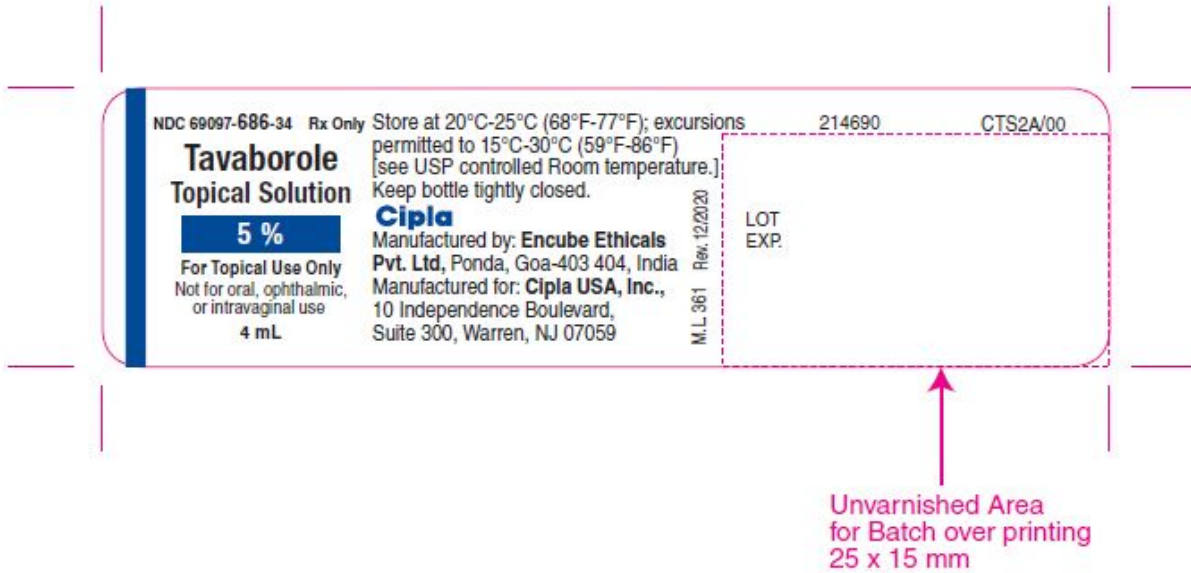 NDC 69097-686-34 Rx Only
Tavaborole
Topical Solution
5 %
For Topical Use Only
Not for oral, ophthalmic,
or intravaginal use
4 mL
Store at 20°C-25°C (68°F-77°F); excursions
permitted to 15°C-30°C (59°F-86°F)
[see USP controlled Room temperature.]
Keep bottle tightly closed.
Cipla
Manufactured by: Encube Ethicals
Pvt. Ltd, Ponda, Goa-403 404, India
Manufactured for: Cipla USA, Inc.,
10 Independence Boulevard,
Suite 300, Warren, NJ 07059
M.L 361 Rev. 12/2020
214690 CTS2A/00
LOT
EXP.
Unvarnished Area
for Batch over printing
25 x 15 mm